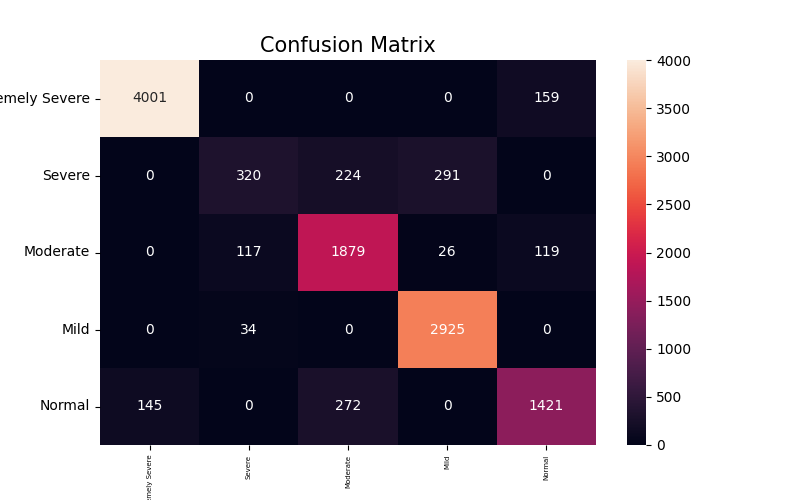 Confusion Matrix
emely Severe 4001 0 0 0 159
Severe 0 320 224 291 0
Moderate 0 117 1879 26 119
Mild 0 34 0 2925 0
Normal 145 0 272 0 1421
emely Severe Severe Moderate Mild Normal
4000
3500
3000
2500
2000
1500
1000
500
0